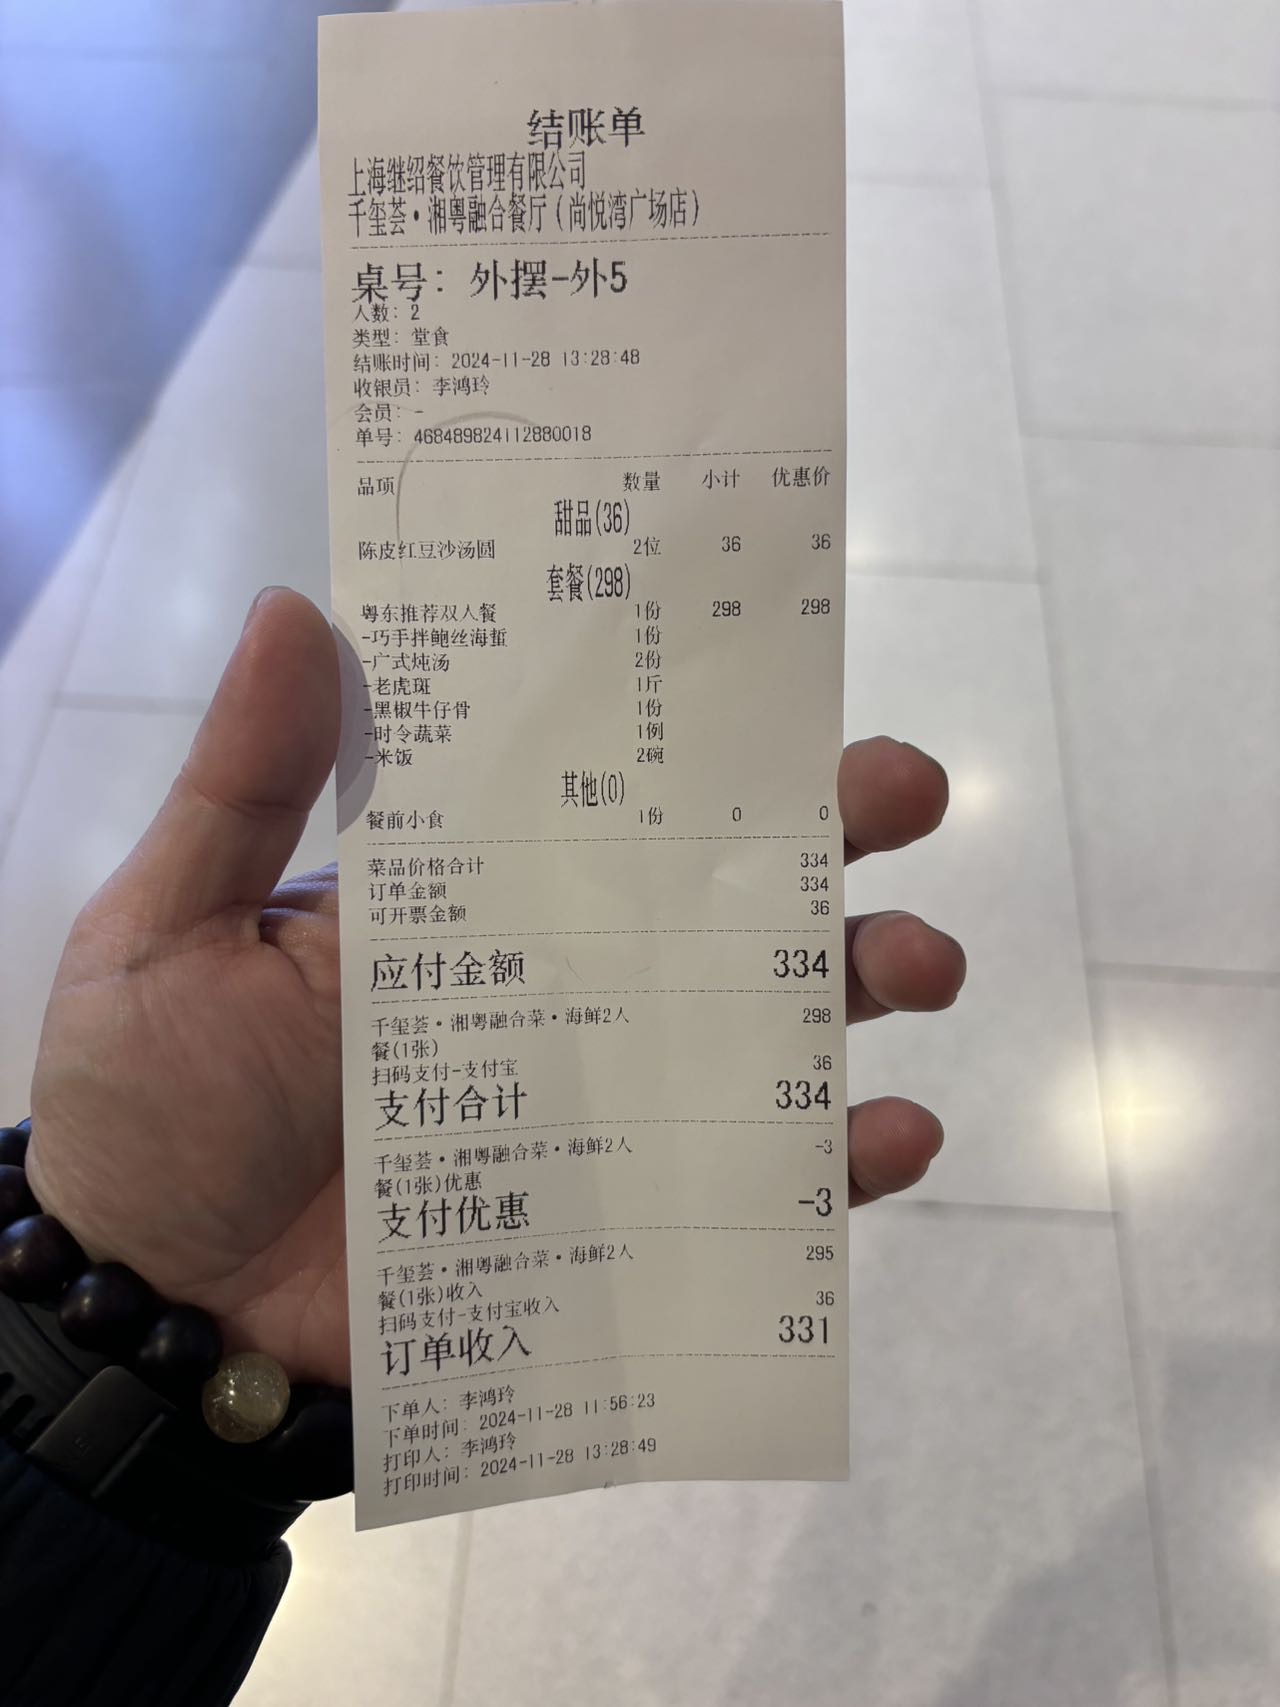 结账单
上海继绍餐饮管理有限公司
千玺荟·湘粤融合餐厅(尚悦湾广场店)
桌号: 外摆-外5
人数: 2
类型: 堂食
结账时间: 2024-11-28 13:28:48
收银员: 李鸿玲
会员: -
单号: 468489824112880018
品项 数量 小计 优惠价
甜品(36)
陈皮红豆沙汤圆 2位 36 36
套餐(298)
粤东推荐双人餐 1份 298 298
-巧手拌鲍丝海蜇 1份
-广式炖汤 2份
-老虎斑 1斤
-黑椒牛仔骨 1份
-时令蔬菜 1例
-米饭 2碗
其他(0)
餐前小食 1份 0 0
菜品价格合计 334
订单金额 334
可开票金额 36
应付金额 334
千玺荟·湘粤融合菜·海鲜2人 298
餐(1张)
扫码支付-支付宝 36
支付合计 334
千玺荟·湘粤融合菜·海鲜2人 -3
餐(1张)优惠
支付优惠 -3
千玺荟·湘粤融合菜·海鲜2人 295
餐(1张)收入
扫码支付-支付宝收入 36
订单收入 331
下单人: 李鸿玲
下单时间: 2024-11-28 11:56:23
打印人: 李鸿玲
打印时间: 2024-11-28 13:28:49